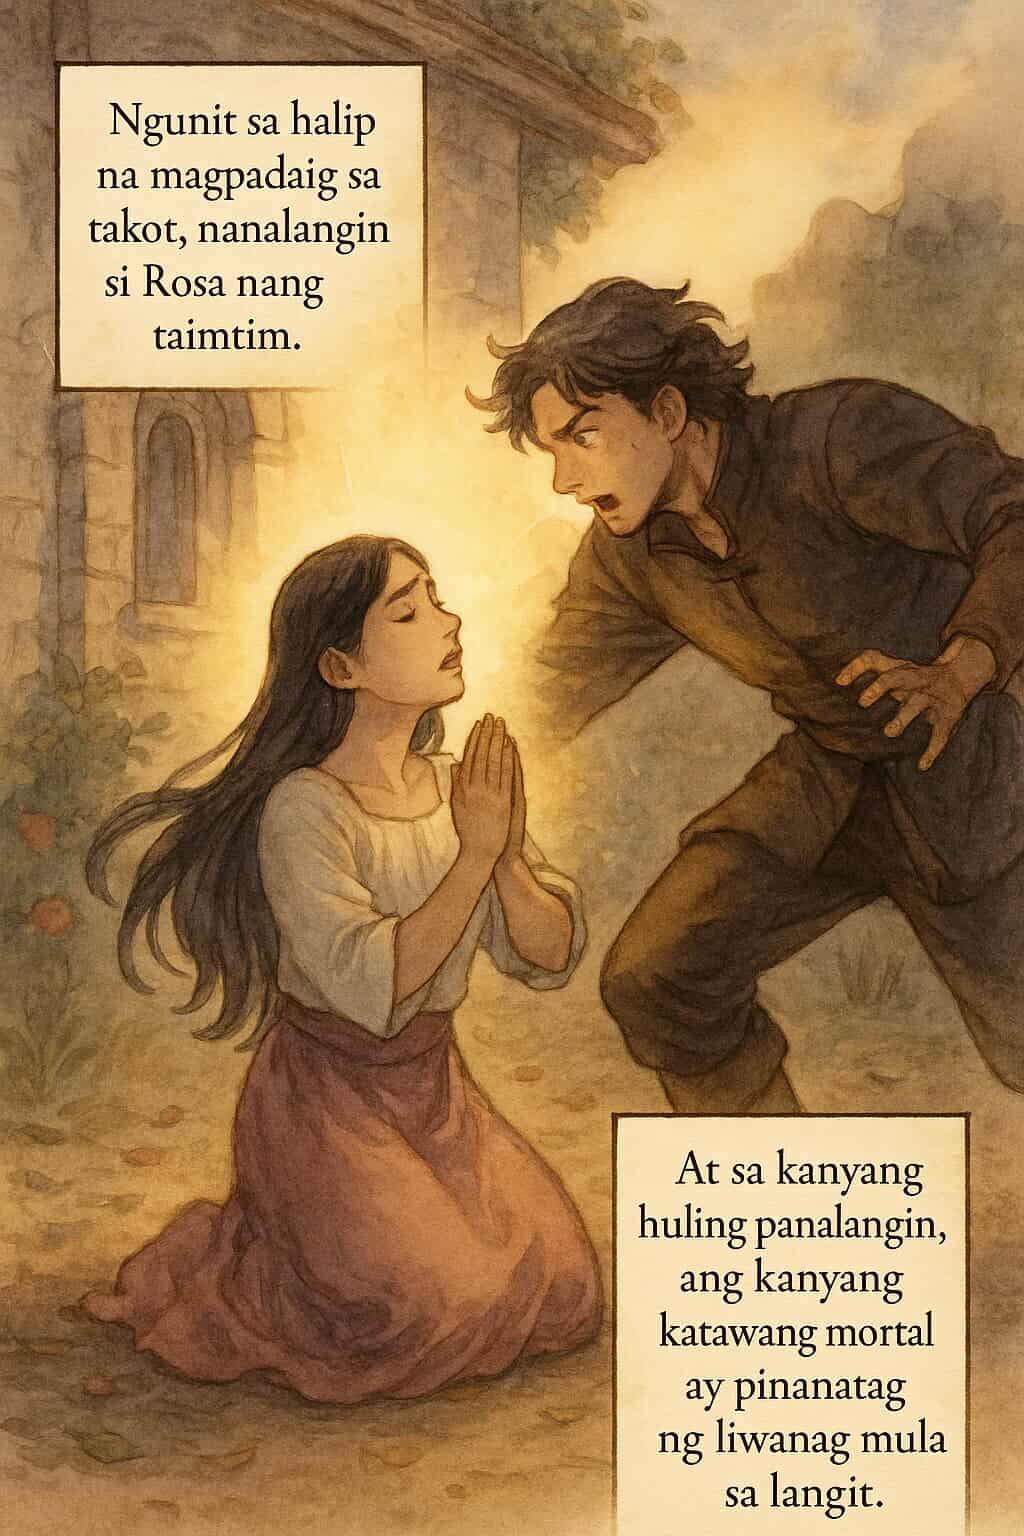 Ngunit sa halip
na magpadaig sa
takot, nanalangin
si Rosa nang
taimtim.
At sa kanyang
huling panalangin,
ang kanyang
katawang mortal
ay pinanatag
ng liwanag mula
sa langit.